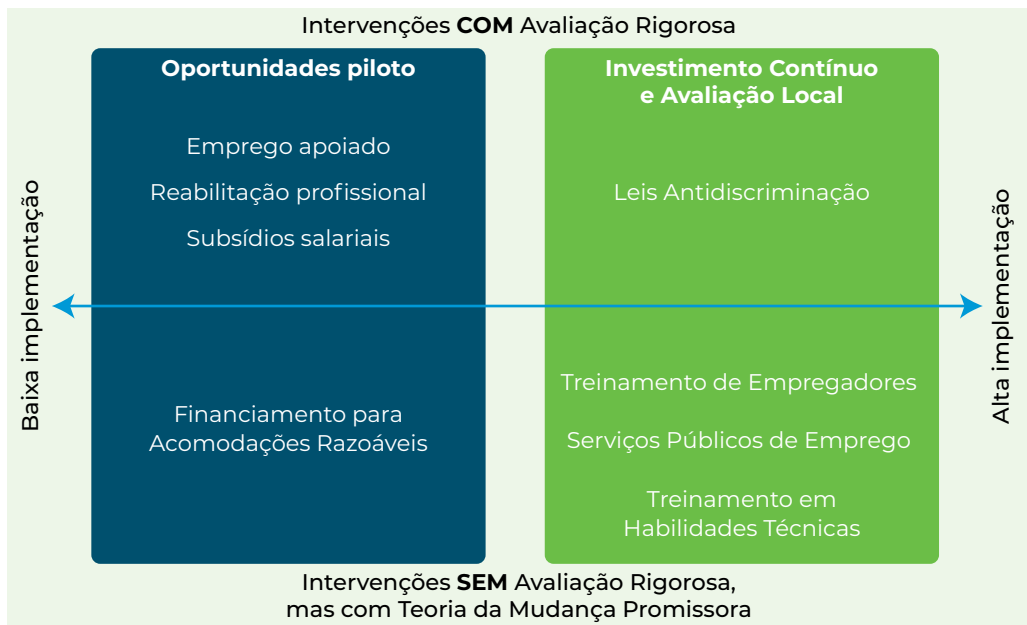 Intervenções COM Avaliação Rigorosa
Oportunidades piloto
Emprego apoiado
Reabilitação profissional
Subsídios salariais
Financiamento para
Acomodações Razoáveis
Investimento Contínuo
e Avaliação Local
Leis Antidiscriminação
Treinamento de Empregadores
Serviços Públicos de Emprego
Treinamento em
Habilidades Técnicas
Baixa implementação
Alta implementação
Intervenções SEM Avaliação Rigorosa,
mas com Teoria da Mudança Promissora